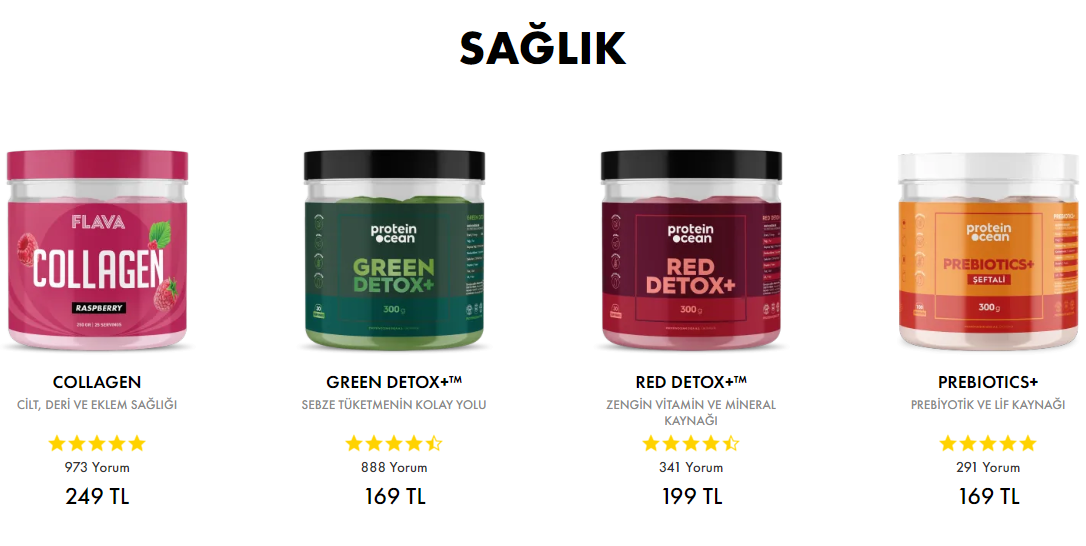 SAĞLIK
FLAVA
COLLAGEN
RASPBERRY
protein
ocean
GREEN
DETOX+
300 g
protein
ocean
RED
DETOX+
300 g
protein
ocean
PREBIOTICS+
ŞEFTALİ
300 g
COLLAGEN
CİLT, DERİ VE EKLEM SAĞLIĞI
973 Yorum
249 TL
GREEN DETOX+™
SEBZE TÜKETMENİN KOLAY YOLU
888 Yorum
169 TL
RED DETOX+™
ZENGİN VİTAMİN VE MİNERAL
KAYNAĞI
341 Yorum
199 TL
PREBIOTICS+
PREBİYOTİK VE LİF KAYNAĞI
291 Yorum
169 TL